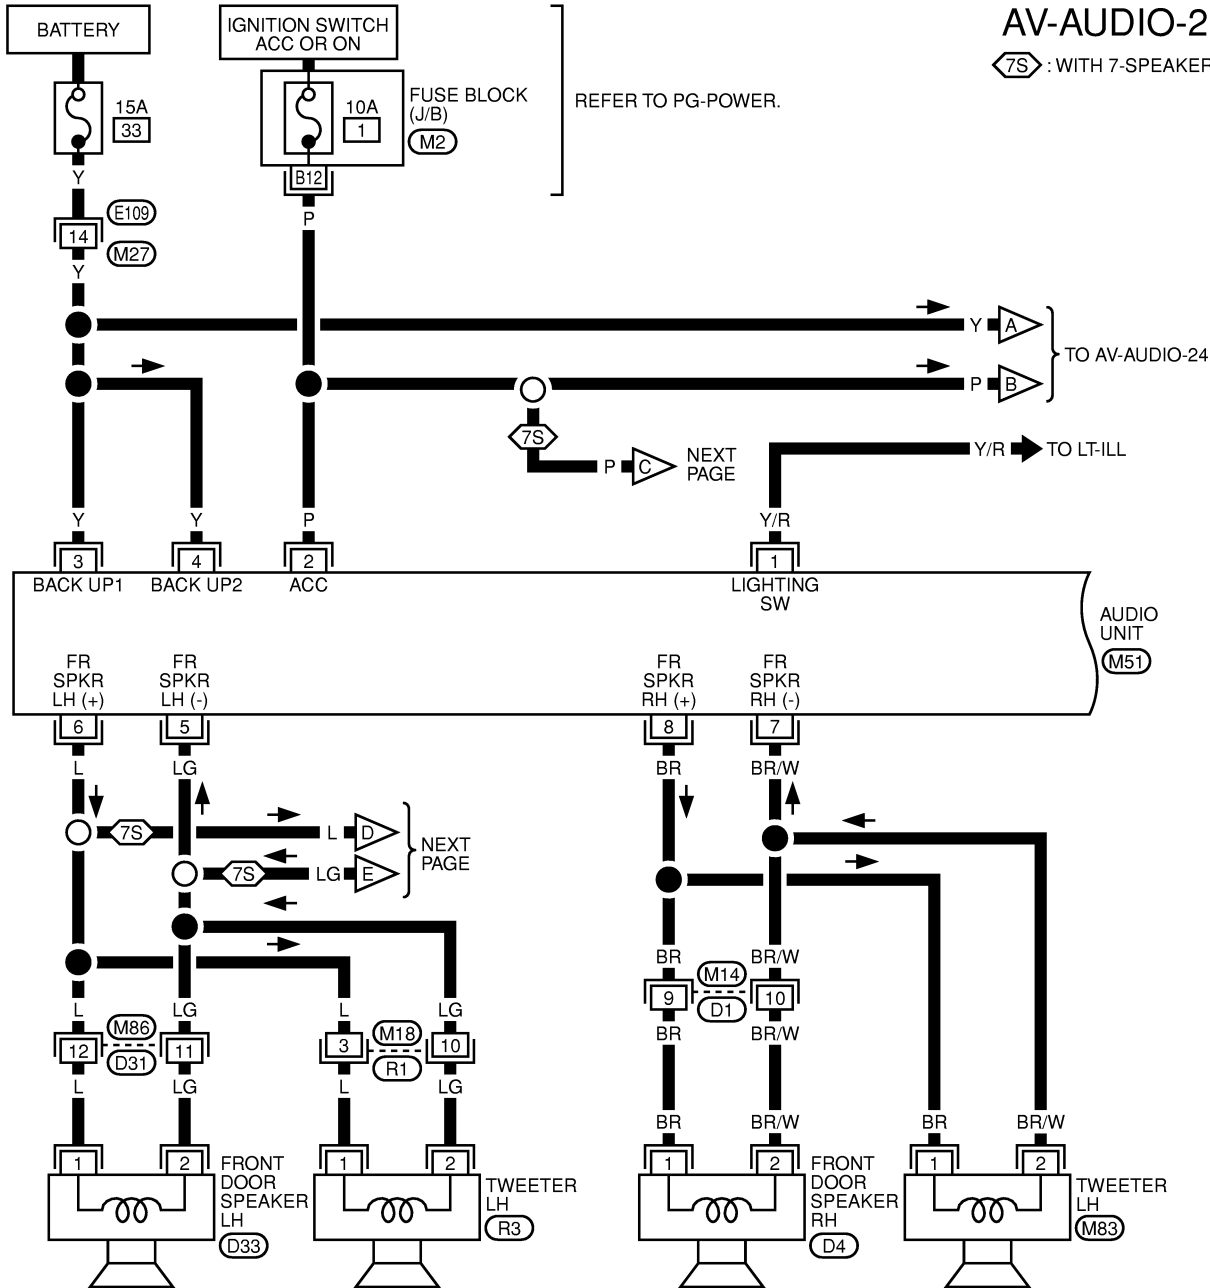 BATTERY
IGNITION SWITCH
ACC OR ON
AV-AUDIO-2
7S : WITH 7-SPEAKER
15A
33
10A
1
FUSE BLOCK
(J/B)
M2
REFER TO PG-POWER.
B12
Y
P
E109
14
M27
Y
Y
A
TO AV-AUDIO-24
P
B
7S
P
C
NEXT
PAGE
Y/R
TO LT-ILL
Y
Y
P
Y/R
3
4
2
1
BACK UP1
BACK UP2
ACC
LIGHTING
SW
AUDIO
UNIT
M51
FR
SPKR
LH (+)
FR
SPKR
LH (-)
FR
SPKR
RH (+)
FR
SPKR
RH (-)
6
5
8
7
L
LG
BR
BR/W
7S
L
D
7S
LG
E
NEXT
PAGE
BR
BR/W
9
M14
D1
10
BR
BR/W
L
LG
L
LG
12
M86
D31
11
3
M18
R1
10
L
LG
L
LG
BR
BR/W
BR
BR/W
1
2
1
2
1
2
1
2
FRONT
DOOR
SPEAKER
LH
D33
TWEETER
LH
R3
FRONT
DOOR
SPEAKER
RH
D4
TWEETER
LH
M83